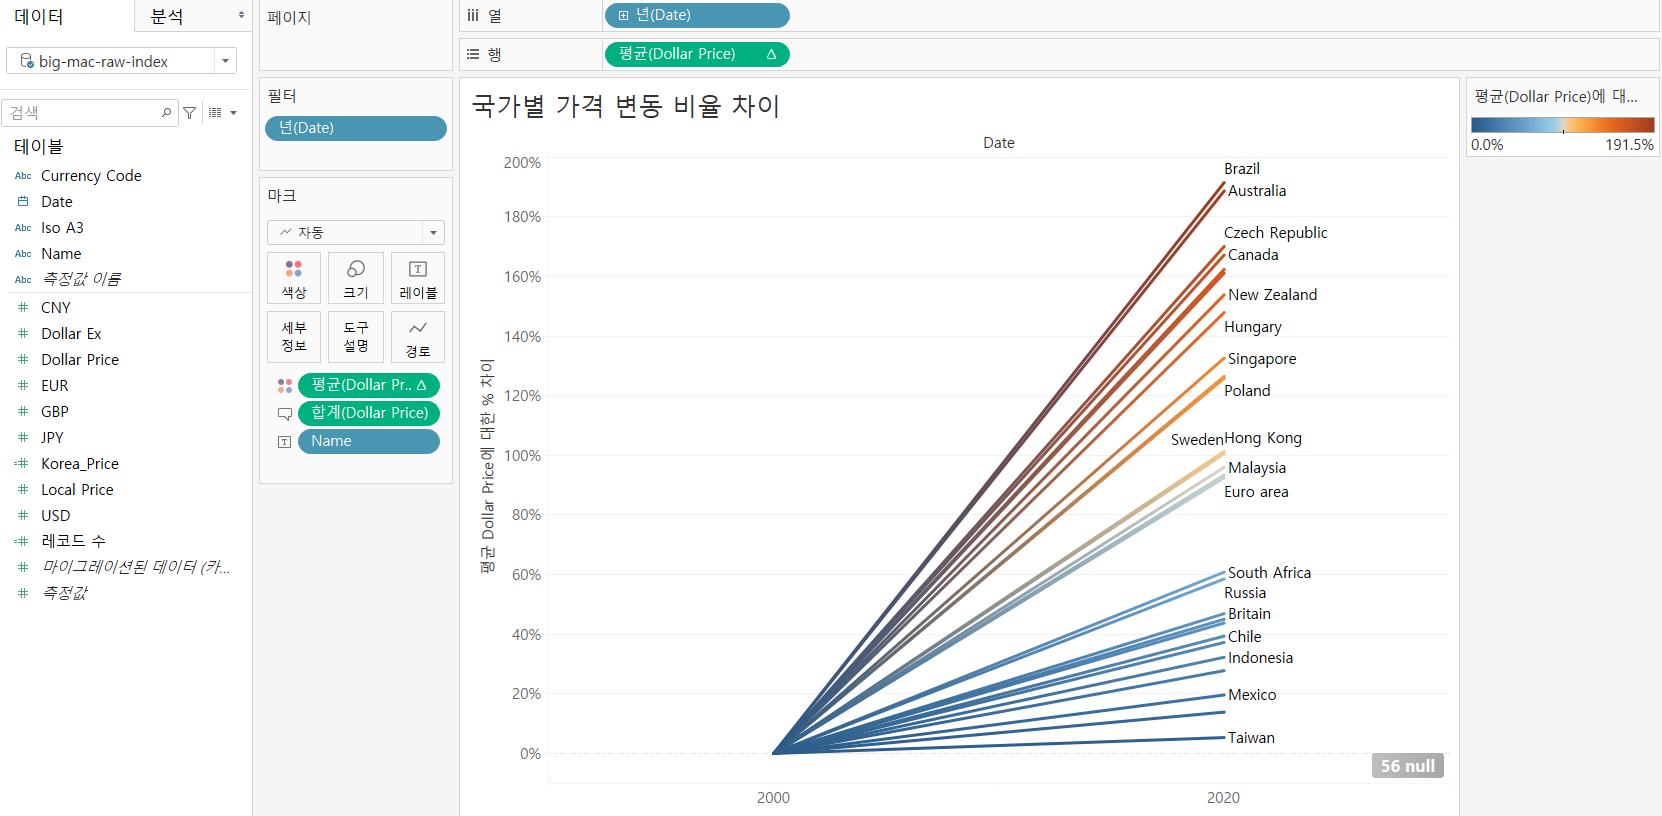 데이터
분석
big-mac-raw-index
검색
테이블
Abc Currency Code
Date
Abc Iso A3
Abc Name
Abc 측정값 이름
# CNY
# Dollar Ex
# Dollar Price
# EUR
# GBP
# JPY
=# Korea_Price
# Local Price
# USD
=# 레코드 수
# 마이그레이션된 데이터 (카...
# 측정값
페이지
필터
년(Date)
마크
자동
색상
크기
T 레이블
세부
정보
도구
설명
경로
평균(Dollar Pr.. Δ
합계(Dollar Price)
T Name
열
년(Date)
행
평균(Dollar Price) Δ
국가별 가격 변동 비율 차이
Date
평균 Dollar Price에 대한 % 차이
200%
180%
160%
140%
120%
100%
80%
60%
40%
20%
0%
Brazil
Australia
Czech Republic
Canada
New Zealand
Hungary
Singapore
Poland
Sweden
Hong Kong
Malaysia
Euro area
South Africa
Russia
Britain
Chile
Indonesia
Mexico
Taiwan
56 null
2000
2020
평균(Dollar Price)에 대...
0.0%
191.5%